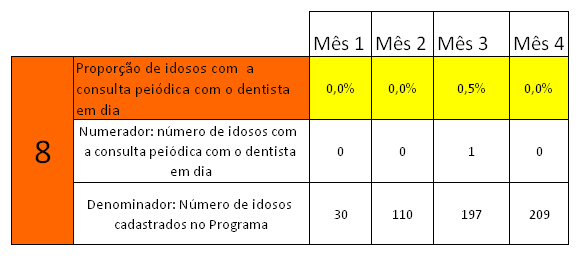 Mês 1 Mês 2 Mês 3 Mês 4
8
Proporção de idosos com a
consulta peiódica com o dentista
em dia
0,0% 0,0% 0,5% 0,0%
Numerador: número de idosos com
a consulta peiódica com o dentista
em dia
0 0 1 0
Denominador: Número de idosos
cadastrados no Programa
30 110 197 209